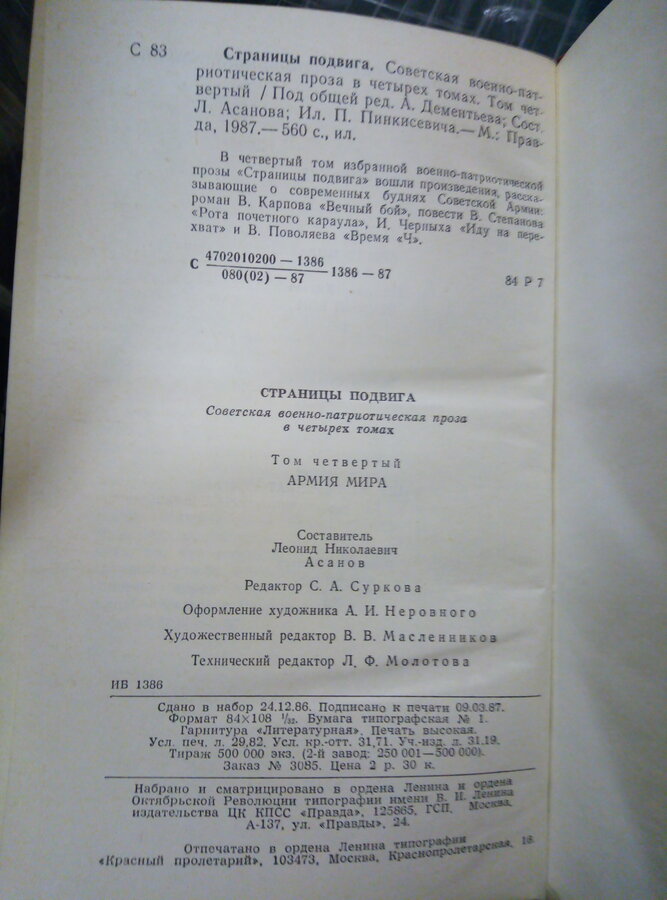 С 83
Страницы подвига. Советская военно-пат-
риотическая проза в четырех томах. Том чет-
вертый / Под общей ред. А. Дементьева; Сост.
Л. Асанова; Ил. П. Пинкисевича.— М.: Прав-
да, 1987.— 560 с., ил.
В четвертый том избранной военно-патриотической
прозы «Страницы подвига» вошли произведения, расска-
зывающие о современных буднях Советской Армии:
роман В. Карпова «Вечный бой», повести В. Степанова
«Рота почетного караула», И. Черныха «Иду на пере-
хват» и В. Поволяева «Время «Ч».
С 4702010200 — 1386
080(02) — 87 1386 — 87
84 Р 7
СТРАНИЦЫ ПОДВИГА
Советская военно-патриотическая проза
в четырех томах
Том четвертый
АРМИЯ МИРА
Составитель
Леонид Николаевич
Асанов
Редактор С. А. Суркова
Оформление художника А. И. Неровного
Художественный редактор В. В. Масленников
Технический редактор Л. Ф. Молотова
ИБ 1386
Сдано в набор 24.12.86. Подписано к печати 09.03.87.
Формат 84×108 1/32. Бумага типографская № 1.
Гарнитура «Литературная». Печать высокая.
Усл. печ. л. 29,82. Усл. кр.-отт. 31,71. Уч.-изд. л. 31,19.
Тираж 500 000 экз. (2-й завод: 250 001—500 000).
Заказ № 3085. Цена 2 р. 30 к.
Набрано и сматрицировано в ордена Ленина и ордена
Октябрьской Революции типографии имени В. И. Ленина
издательства ЦК КПСС «Правда», 125865, ГСП, Москва,
А-137, ул. «Правды», 24.
Отпечатано в ордена Ленина типографии
«Красный пролетарий», 103473, Москва, Краснопролетарская, 16